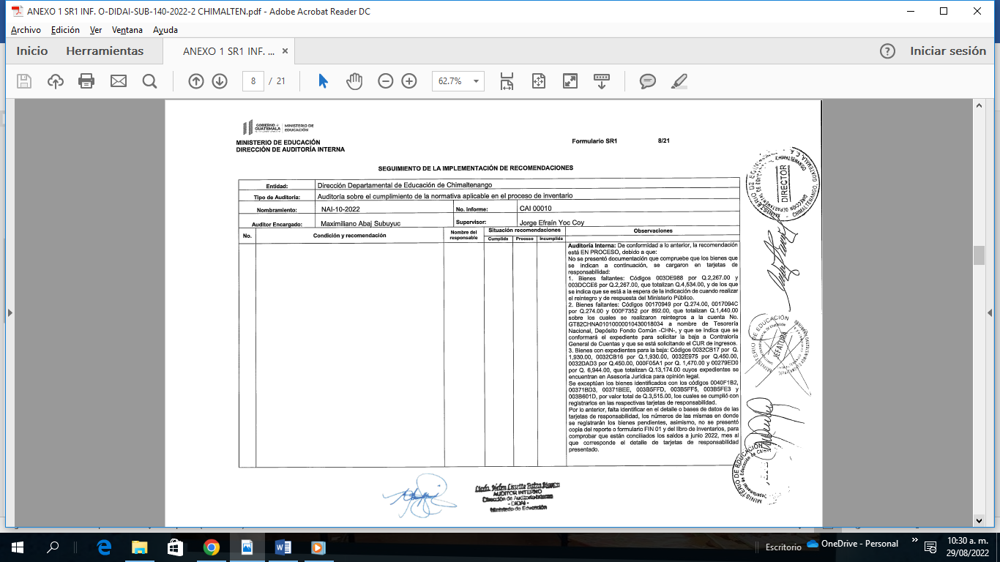 ANEXO 1 SR1 INF. O-DIDAI-SUB-140-2022-2 CHIMALTEN.pdf - Adobe Acrobat Reader DC
Archivo Edición Ver Ventana Ayuda
Inicio Herramientas ANEXO 1 SR1 INF. ... × Iniciar sesión
8 / 21 62.7%
GOBIERNO de GUATEMALA MINISTERIO DE EDUCACIÓN
MINISTERIO DE EDUCACIÓN
DIRECCIÓN DE AUDITORÍA INTERNA
Formulario SR1 8/21
SEGUIMIENTO DE LA IMPLEMENTACIÓN DE RECOMENDACIONES
Entidad: Dirección Departamental de Educación de Chimaltenango
Tipo de Auditoria: Auditoría sobre el cumplimiento de la normativa aplicable en el proceso de inventario
Nombramiento: NAI-10-2022 No. Informe: CAI 00010
Auditor Encargado: Maximiliano Abaj Subuyuc Supervisor: Jorge Efraín Yoc Coy
No. Condición y recomendación Nombre del responsable Situación recomendaciones Observaciones
Cumplida Proceso Incumplida
Auditoría Interna: De conformidad a lo anterior, la recomendación
está EN PROCESO, debido a que:
No se presentó documentación que compruebe que los bienes que
se indican a continuación, se cargaron en tarjetas de
responsabilidad:
1. Bienes faltantes: Códigos 003DE988 por Q.2,267.00 y
003DCCE6 por Q.2,267.00, que totalizan Q.4,534.00, y de los que
se indica que se está a la espera de la indicación de cuando realizar
el reintegro y de respuesta del Ministerio Público.
2. Bienes faltantes: Códigos 00170949 por Q.274.00, 0017094C
por Q.274.00 y 000F7352 por 892.00, que totalizan Q.1,440.00
sobre los cuales se realizaron reintegros a la cuenta No.
GT82CHNA01010000010430018034 a nombre de Tesorería
Nacional, Depósito Fondo Común -CHN-, y que se indica que se
conformará el expediente para solicitar la baja a Contraloría
General de Cuentas y que se está solicitando el CUR de ingresos.
3. Bienes con expedientes para la baja: Códigos 0032CB17 por Q.
1,930.00, 0032CB16 por Q.1,930.00, 0032E975 por Q.450.00,
0032DAD3 por Q.450.00, 000F05A1 por Q. 1,470.00 y 00279ED0
por Q. 6,944.00, que totalizan Q.13,174.00 cuyos expedientes se
encuentran en Asesoría Jurídica para opinión legal.
Se exceptúan los bienes identificados con los códigos 0040F1B2,
00371BD3, 00371BEE, 003B5FFD, 003B5FF5, 003B5FE3 y
003B601D, por valor total de Q.3,515.00, los cuales se cumplió con
registrarlos en las respectivas tarjetas de responsabilidad.
Por lo anterior, falta identificar en el detalle o bases de datos de las
tarjetas de responsabilidad, los números de las mismas en donde
se registrarán los bienes pendientes, asimismo, no se presentó
copia del reporte o formulario FIN 01 y del libro de Inventarios, para
comprobar que están conciliados los saldos a junio 2022, mes al
que corresponde el detalle de tarjetas de responsabilidad
presentado.
DIRECTOR
JEFATURA
MINISTERIO DE EDUCACIÓN
Licda. Helen Lissette
AUDITOR INTERNO
Dirección de Auditoría Interna
- DIDAI -
Ministerio de Educación
Escritorio OneDrive - Personal 10:30 a. m.
29/08/2022